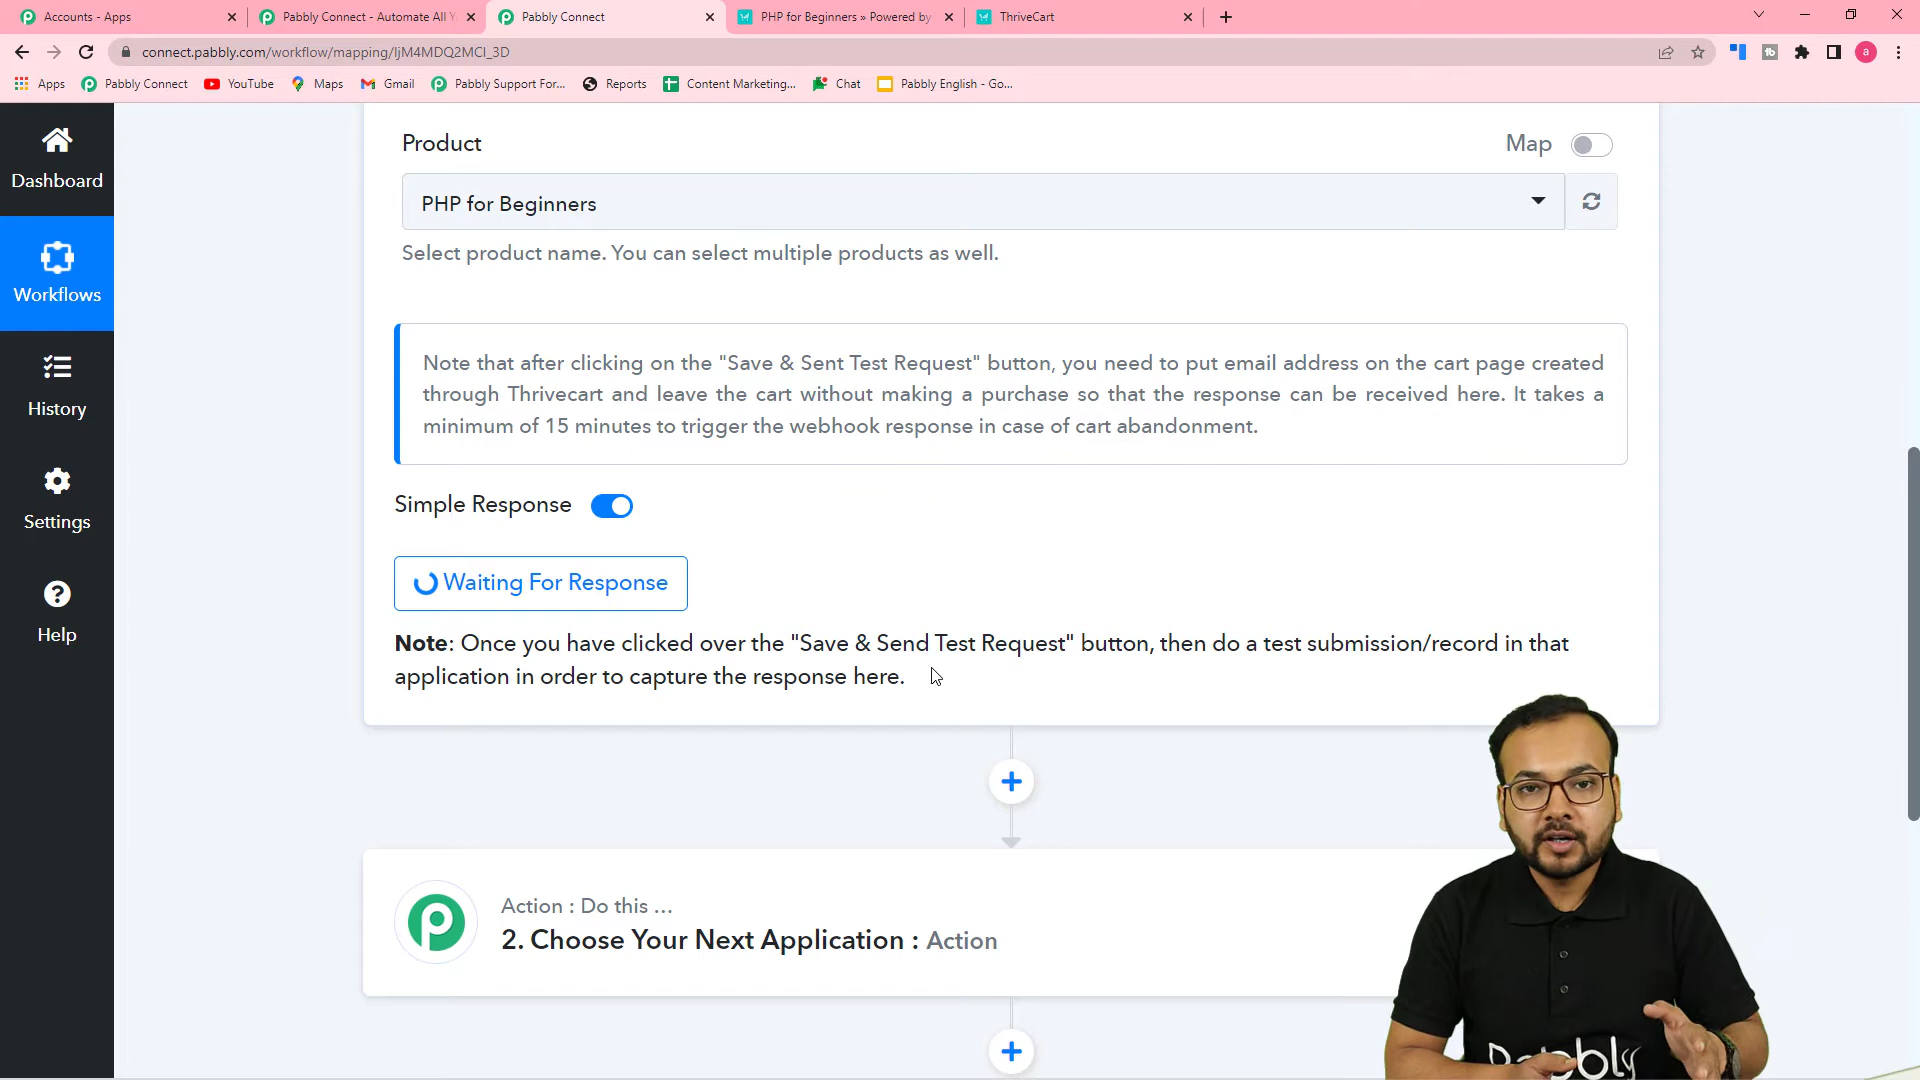 Accounts - Apps
Pabbly Connect - Automate All Y
Pabbly Connect
PHP for Beginners » Powered by
ThriveCart
connect.pabbly.com/workflow/mapping/IjM4MDQ2MCI_3D
a
Apps
Pabbly Connect
YouTube
Maps
Gmail
Pabbly Support For...
Reports
Content Marketing...
Chat
Pabbly English - Go...
Dashboard
Workflows
History
Settings
Help
Product
Map
PHP for Beginners
Select product name. You can select multiple products as well.
Note that after clicking on the "Save & Sent Test Request" button, you need to put email address on the cart page created
through Thrivecart and leave the cart without making a purchase so that the response can be received here. It takes a
minimum of 15 minutes to trigger the webhook response in case of cart abandonment.
Simple Response
Waiting For Response
Note: Once you have clicked over the "Save & Send Test Request" button, then do a test submission/record in that
application in order to capture the response here.
Action : Do this ...
2. Choose Your Next Application : Action
Pabbly